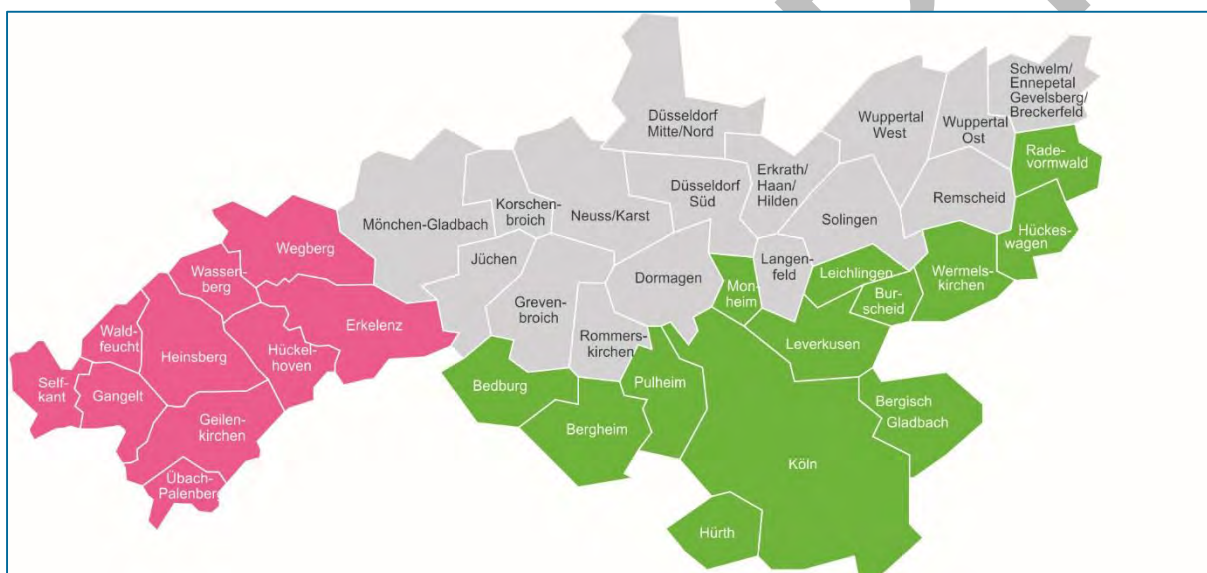 Schwelm/
Ennepetal
Gevelsberg/
Breckerfeld
Düsseldorf
Mitte/Nord
Wuppertal
West
Wuppertal
Ost
Rade-
vormwald
Erkrath/
Haan/
Hilden
Düsseldorf
Süd
Korschen-
broich
Mönchen-Gladbach
Neuss/Karst
Solingen
Remscheid
Hückes-
wagen
Wegberg
Jüchen
Wassen-
berg
Dormagen
Langen-
feld
Leichlingen
Wermels-
kirchen
Mon-
heim
Bur-
scheid
Greven-
broich
Erkelenz
Wald-
feucht
Heinsberg
Hückel-
hoven
Rommers-
kirchen
Leverkusen
Self-
kant
Gangelt
Bedburg
Pulheim
Bergisch
Gladbach
Geilen-
kirchen
Bergheim
Köln
Übach-
Palenberg
Hürth